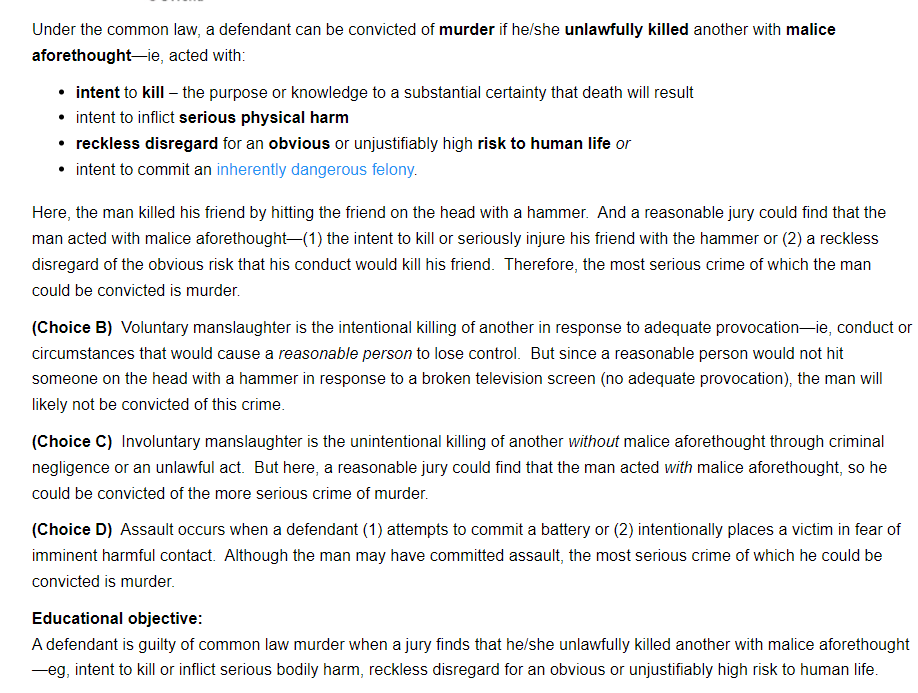 Under the common law, a defendant can be convicted of murder if he/she unlawfully killed another with malice
aforethought—ie, acted with:
• intent to kill – the purpose or knowledge to a substantial certainty that death will result
• intent to inflict serious physical harm
• reckless disregard for an obvious or unjustifiably high risk to human life or
• intent to commit an inherently dangerous felony.
Here, the man killed his friend by hitting the friend on the head with a hammer.  And a reasonable jury could find that the
man acted with malice aforethought—(1) the intent to kill or seriously injure his friend with the hammer or (2) a reckless
disregard of the obvious risk that his conduct would kill his friend.  Therefore, the most serious crime of which the man
could be convicted is murder.
(Choice B)  Voluntary manslaughter is the intentional killing of another in response to adequate provocation—ie, conduct or
circumstances that would cause a reasonable person to lose control.  But since a reasonable person would not hit
someone on the head with a hammer in response to a broken television screen (no adequate provocation), the man will
likely not be convicted of this crime.
(Choice C)  Involuntary manslaughter is the unintentional killing of another without malice aforethought through criminal
negligence or an unlawful act.  But here, a reasonable jury could find that the man acted with malice aforethought, so he
could be convicted of the more serious crime of murder.
(Choice D)  Assault occurs when a defendant (1) attempts to commit a battery or (2) intentionally places a victim in fear of
imminent harmful contact.  Although the man may have committed assault, the most serious crime of which he could be
convicted is murder.
Educational objective:
A defendant is guilty of common law murder when a jury finds that he/she unlawfully killed another with malice aforethought
—eg, intent to kill or inflict serious bodily harm, reckless disregard for an obvious or unjustifiably high risk to human life.